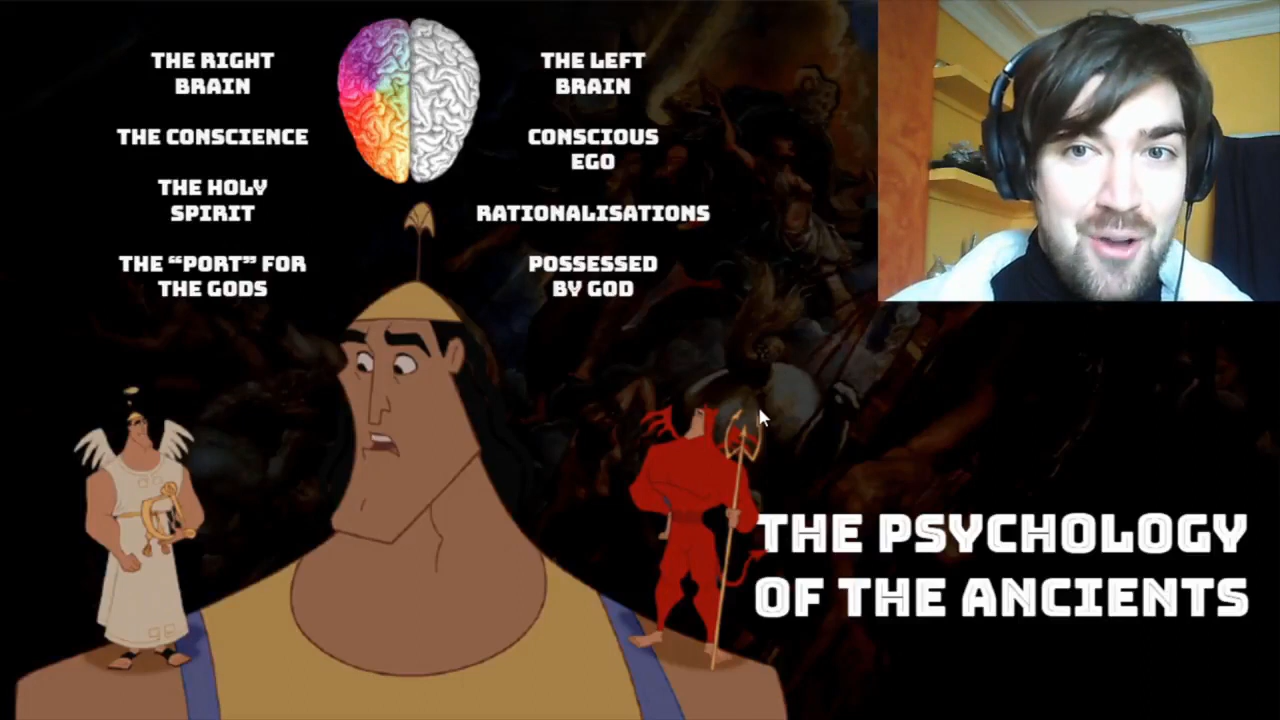 THE RIGHT
BRAIN
THE CONSCIENCE
THE HOLY
SPIRIT
THE “PORT” FOR
THE GODS
THE LEFT
BRAIN
CONSCIOUS
EGO
RATIONALISATIONS
POSSESSED
BY GOD
THE PSYCHOLOGY
OF THE ANCIENTS